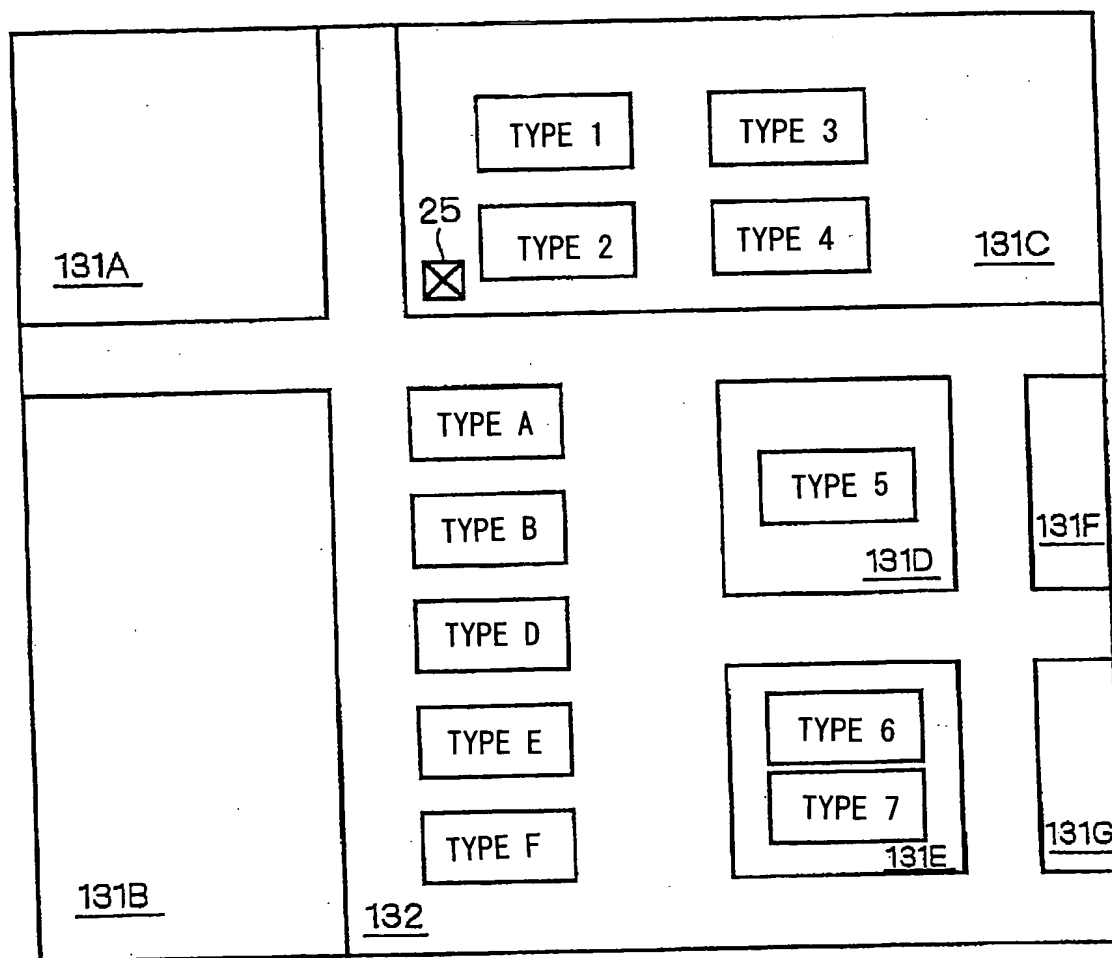 TYPE 1
TYPE 3
25
TYPE 2
TYPE 4
131A
131C
TYPE A
TYPE 5
TYPE B
131F
131D
TYPE D
TYPE E
TYPE 6
TYPE 7
131G
131E
TYPE F
131B
132